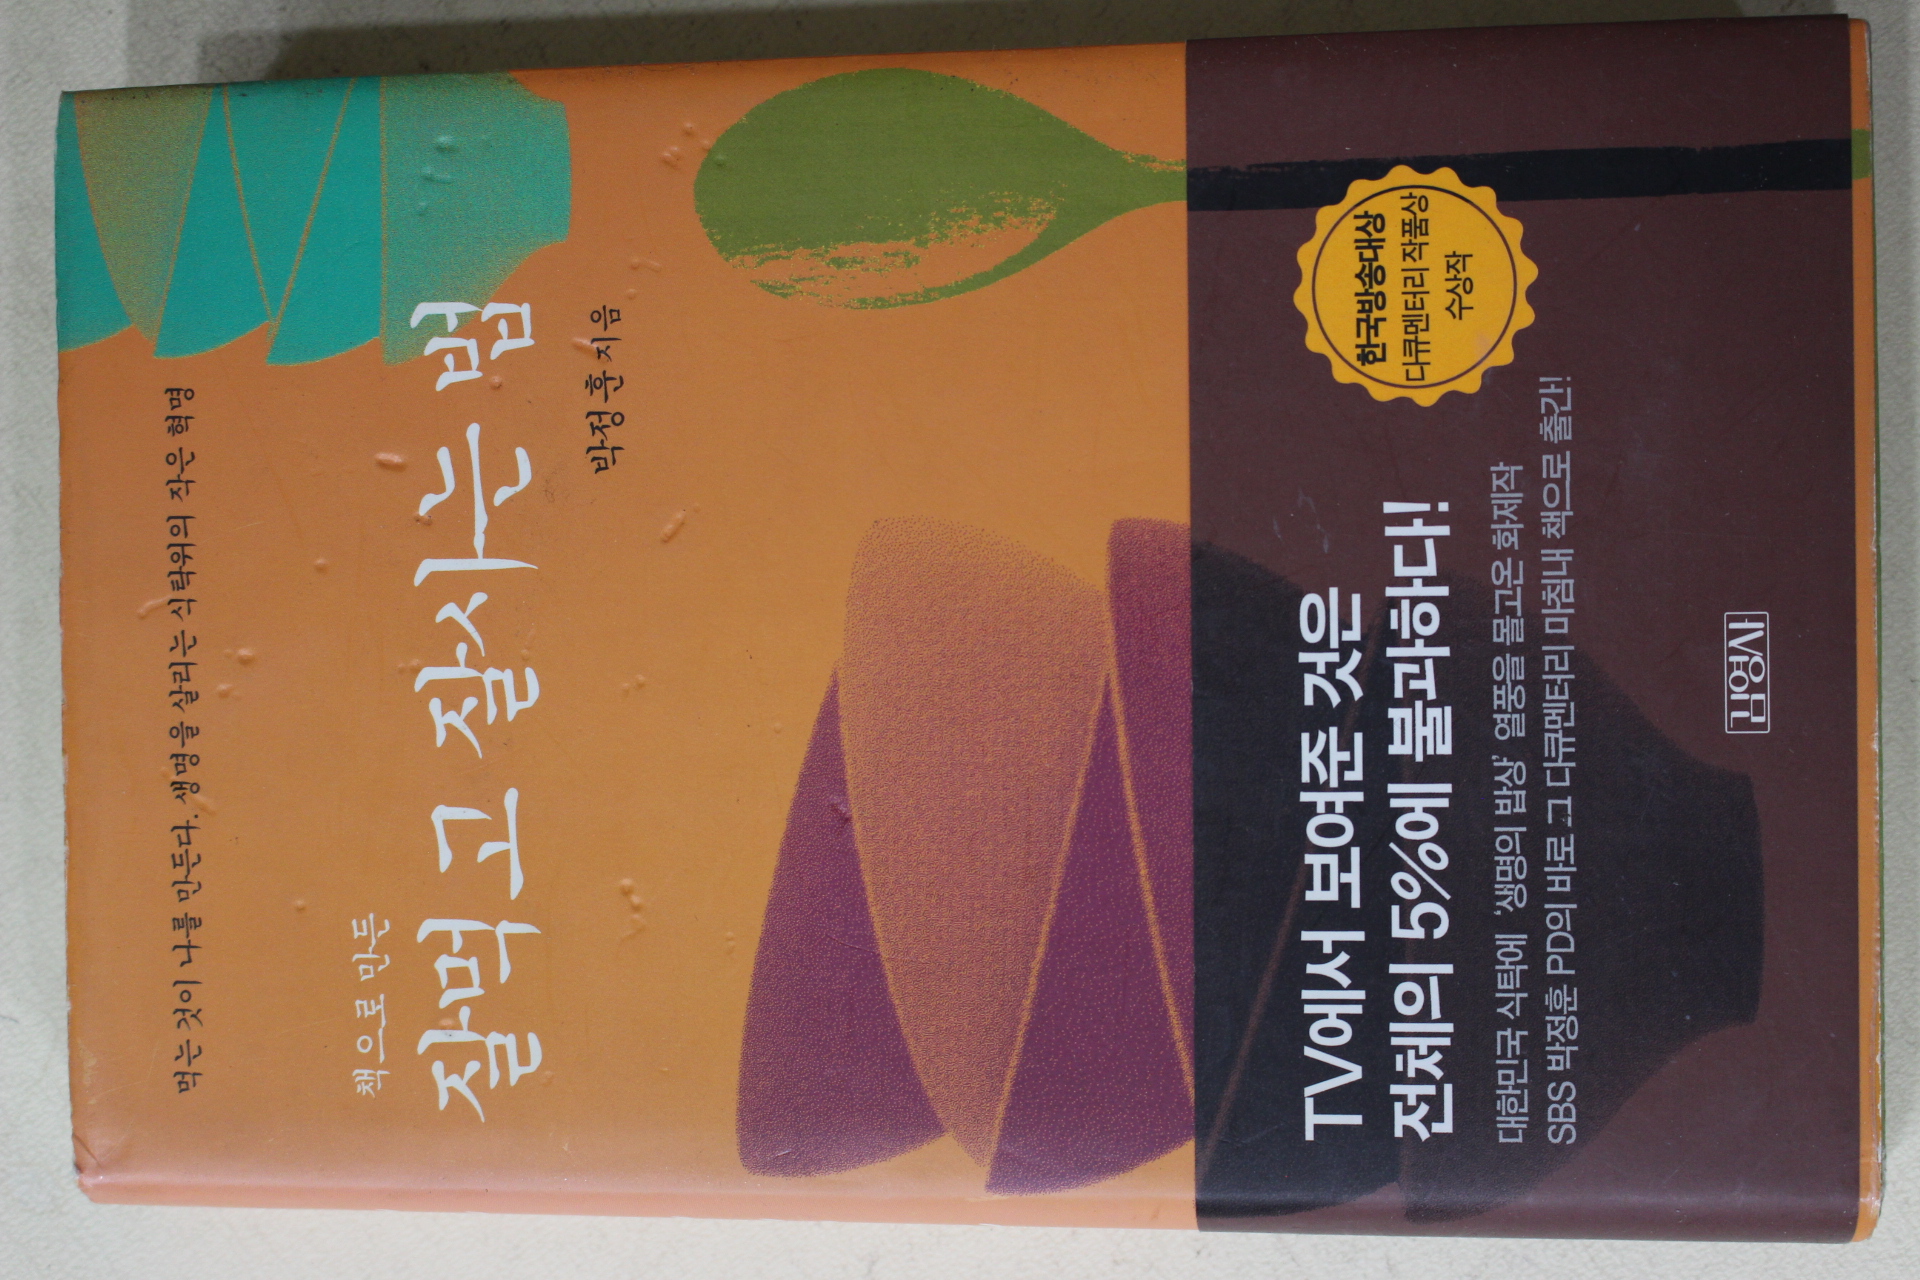 먹는 것이 나를 만든다. 생명을 살리는 식탁위의 작은 혁명
책으로 만든
잘먹고 잘사는 법
박정훈 지음
한국방송대상
다큐멘터리 작품상
수상작
TV에서 보여준 것은
전체의 5%에 불과하다!
대한민국 식탁에 '생명의 밥상' 열풍을 몰고온 화제작
SBS 박정훈 PD의 바로 그 다큐멘터리 마침내 책으로 출간!
김영사